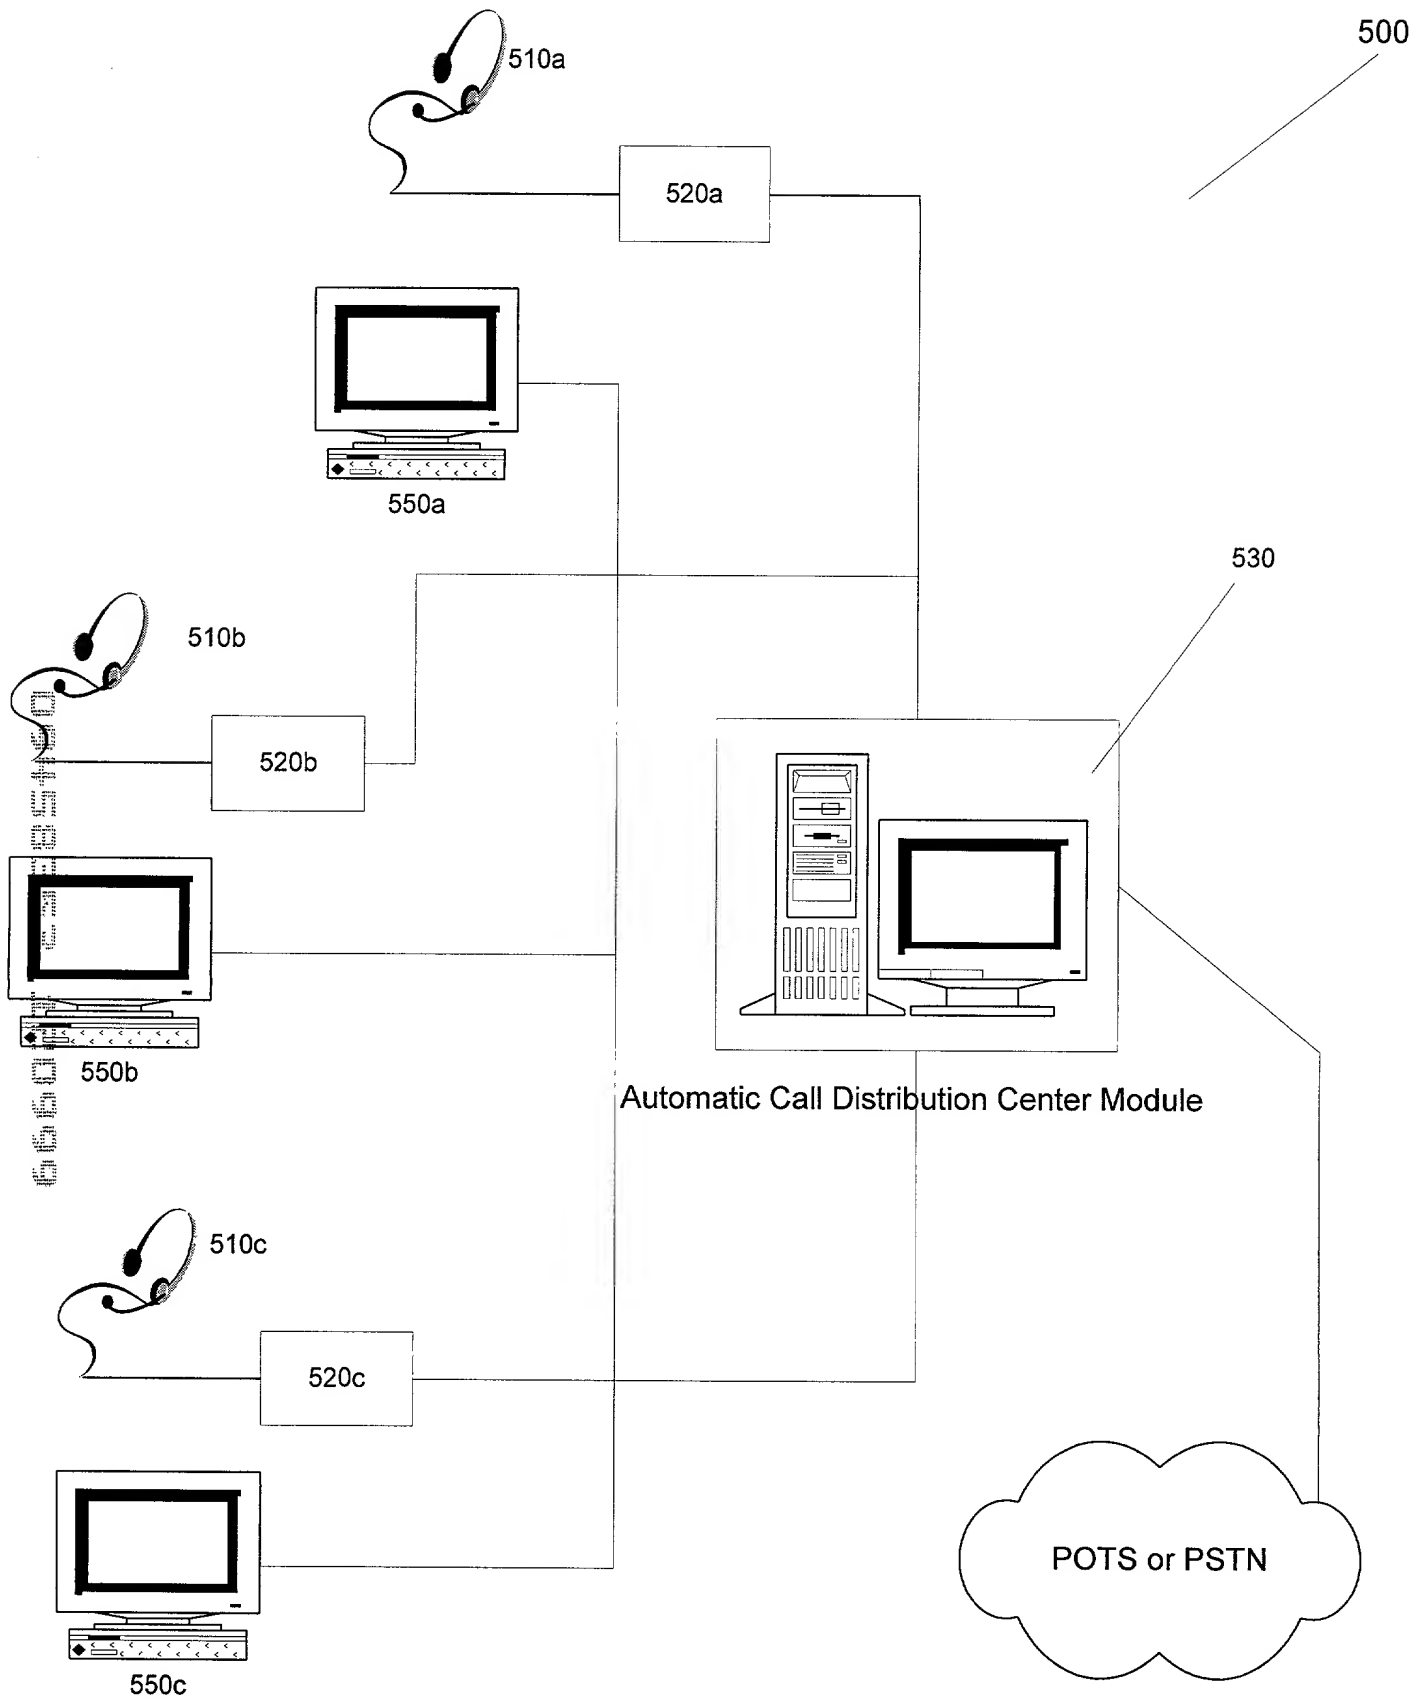 500
510a
520a
550a
530
510b
520b
550b
Automatic Call Distribution Center Module
510c
520c
POTS or PSTN
550c